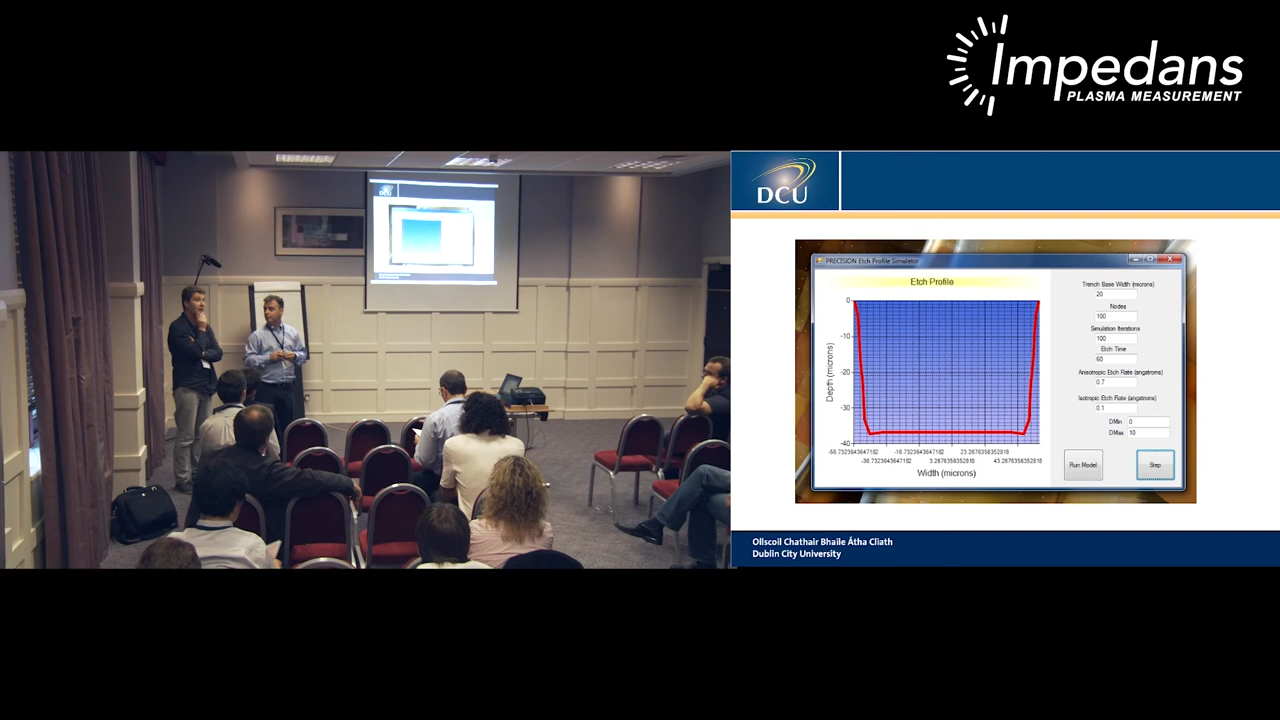 Impedans
PLASMA MEASUREMENT
DCU
PRECISION Etch Profile Simulator
Etch Profile
Depth (microns)
0
-10
-20
-30
-40
-56.7323643647182
-16.7323643647182
23.2676356352818
-36.7323643647182
3.2676356352818
43.2676356352818
Width (microns)
Trench Base Width (microns)
20
Nodes
100
Simulation Iterations
100
Etch Time
60
Anisotropic Etch Rate (angstroms)
0.7
Isotropic Etch Rate (angstroms)
0.1
DMin 0
DMax 10
Run Model
Step
Ollscoil Chathair Bhaile Átha Cliath
Dublin City University